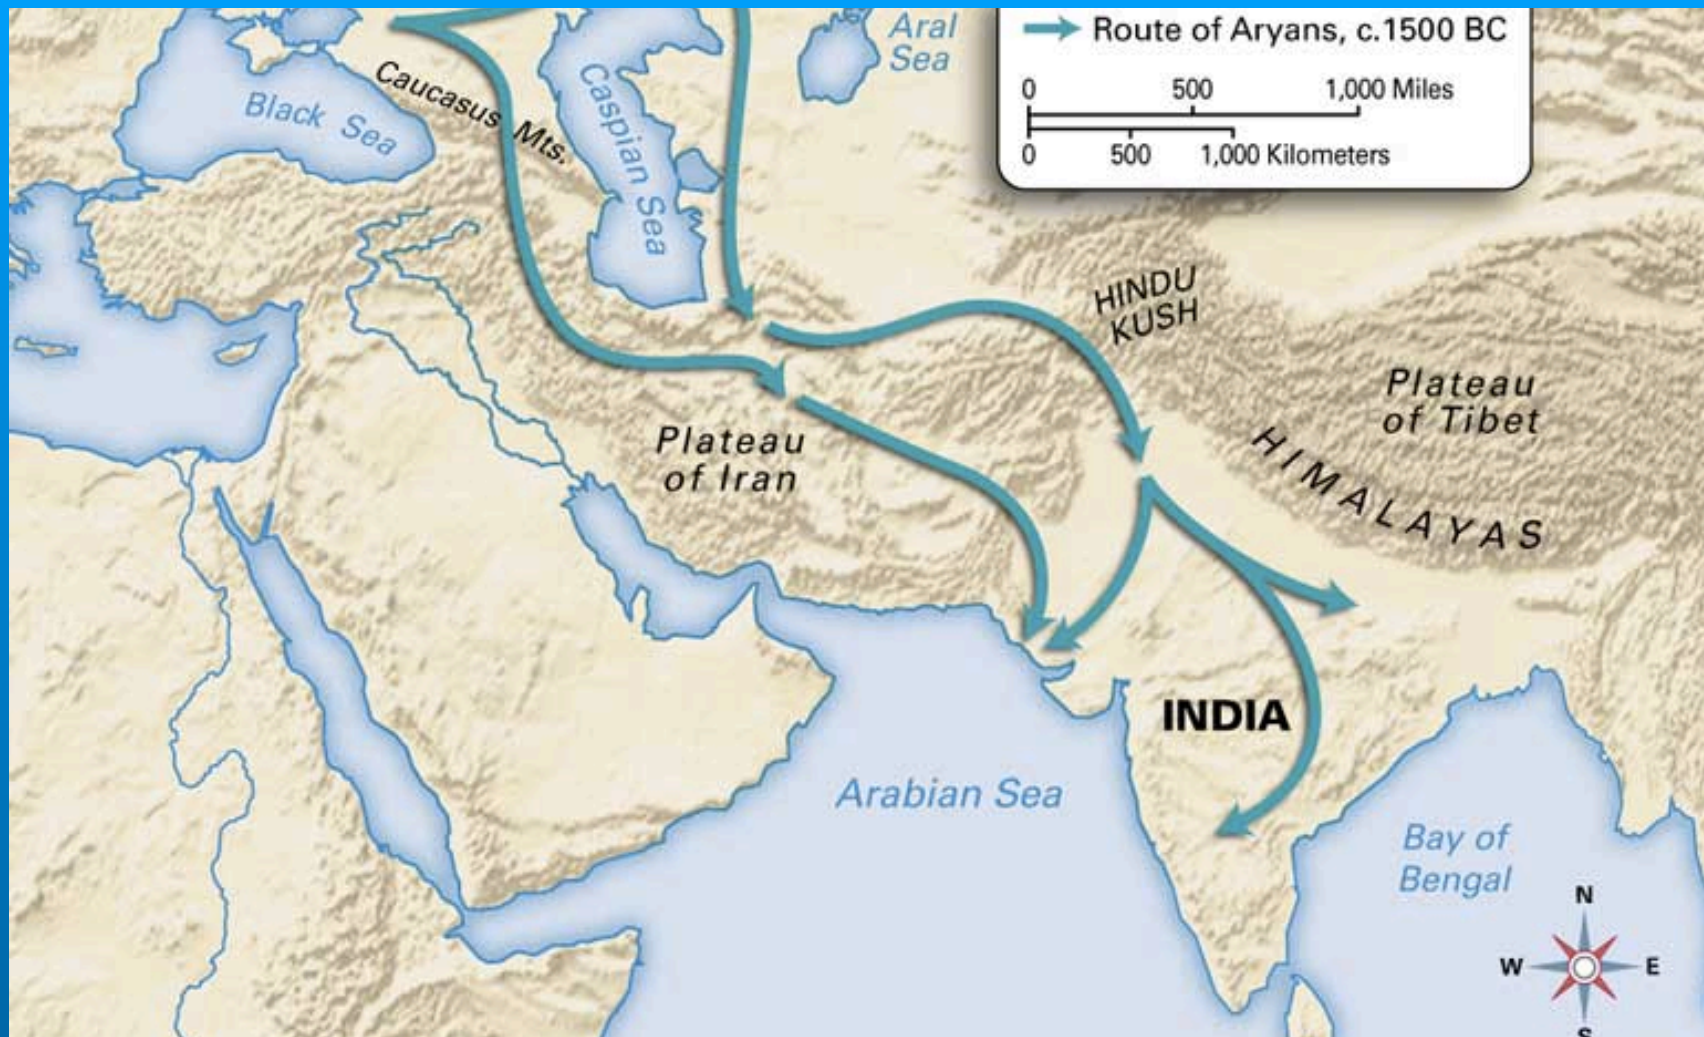 Route of Aryans, c.1500 BC
0 500 1,000 Miles
0 500 1,000 Kilometers
Aral
Sea
Black Sea
Caucasus Mts.
Caspian Sea
HINDU
KUSH
Plateau
of Tibet
HIMALAYAS
Plateau
of Iran
INDIA
Arabian Sea
Bay of
Bengal
N
W E
S